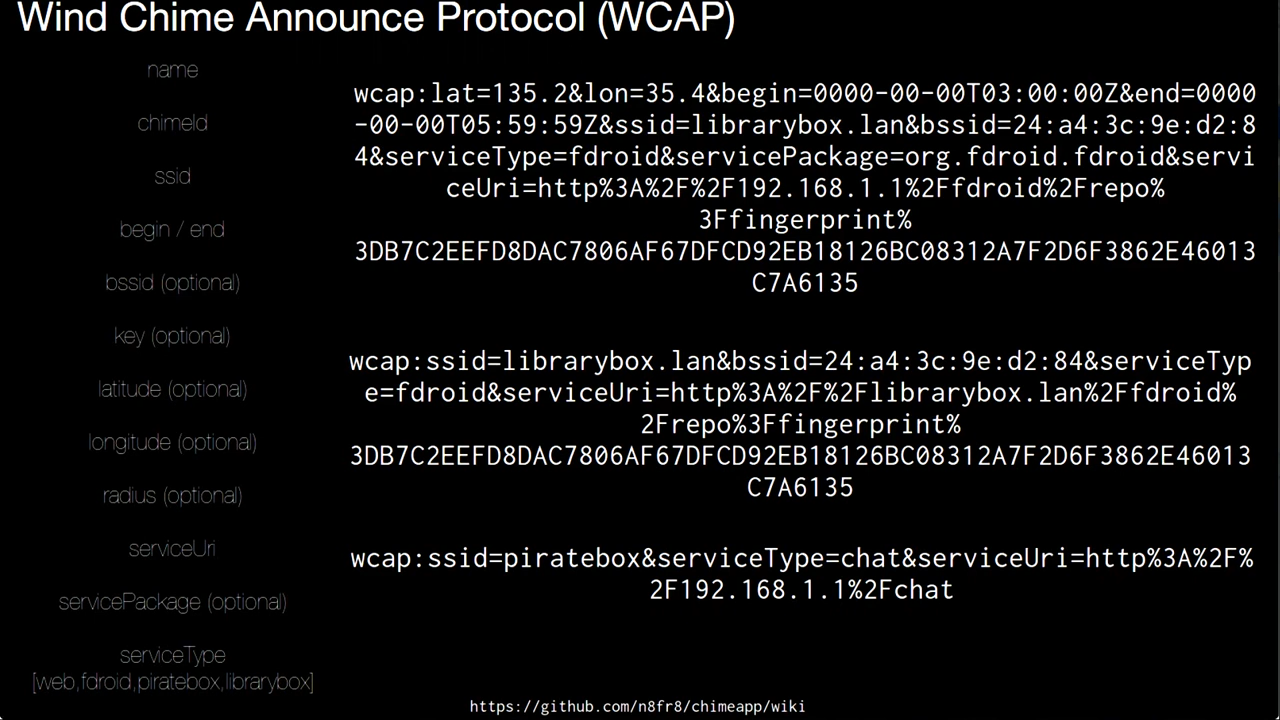 Wind Chime Announce Protocol (WCAP)
name
chimeId
ssid
begin / end
bssid (optional)
key (optional)
latitude (optional)
longitude (optional)
radius (optional)
serviceUri
servicePackage (optional)
serviceType
[web,fdroid,piratebox,librarybox]
wcap:lat=135.2&lon=35.4&begin=0000-00-00T03:00:00Z&end=0000
-00-00T05:59:59Z&ssid=librarybox.lan&bssid=24:a4:3c:9e:d2:8
4&serviceType=fdroid&servicePackage=org.fdroid.fdroid&servi
ceUri=http%3A%2F%2F192.168.1.1%2Ffdroid%2Frepo%
3Ffingerprint%
3DB7C2EEFD8DAC7806AF67DFCD92EB18126BC08312A7F2D6F3862E46013
C7A6135
wcap:ssid=librarybox.lan&bssid=24:a4:3c:9e:d2:84&serviceTyp
e=fdroid&serviceUri=http%3A%2F%2Flibrarybox.lan%2Ffdroid%
2Frepo%3Ffingerprint%
3DB7C2EEFD8DAC7806AF67DFCD92EB18126BC08312A7F2D6F3862E46013
C7A6135
wcap:ssid=piratebox&serviceType=chat&serviceUri=http%3A%2F%
2F192.168.1.1%2Fchat
https://github.com/n8fr8/chimeapp/wiki